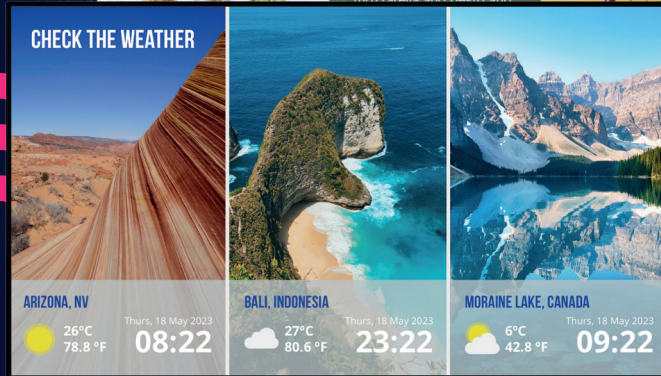 CHECK THE WEATHER
ARIZONA, NV
Thurs, 18 May 2023
26°C
78.8 °F
08:22
BALI, INDONESIA
Thurs, 18 May 2023
27°C
80.6 °F
23:22
MORAINE LAKE, CANADA
Thurs, 18 May 2023
6°C
42.8 °F
09:22